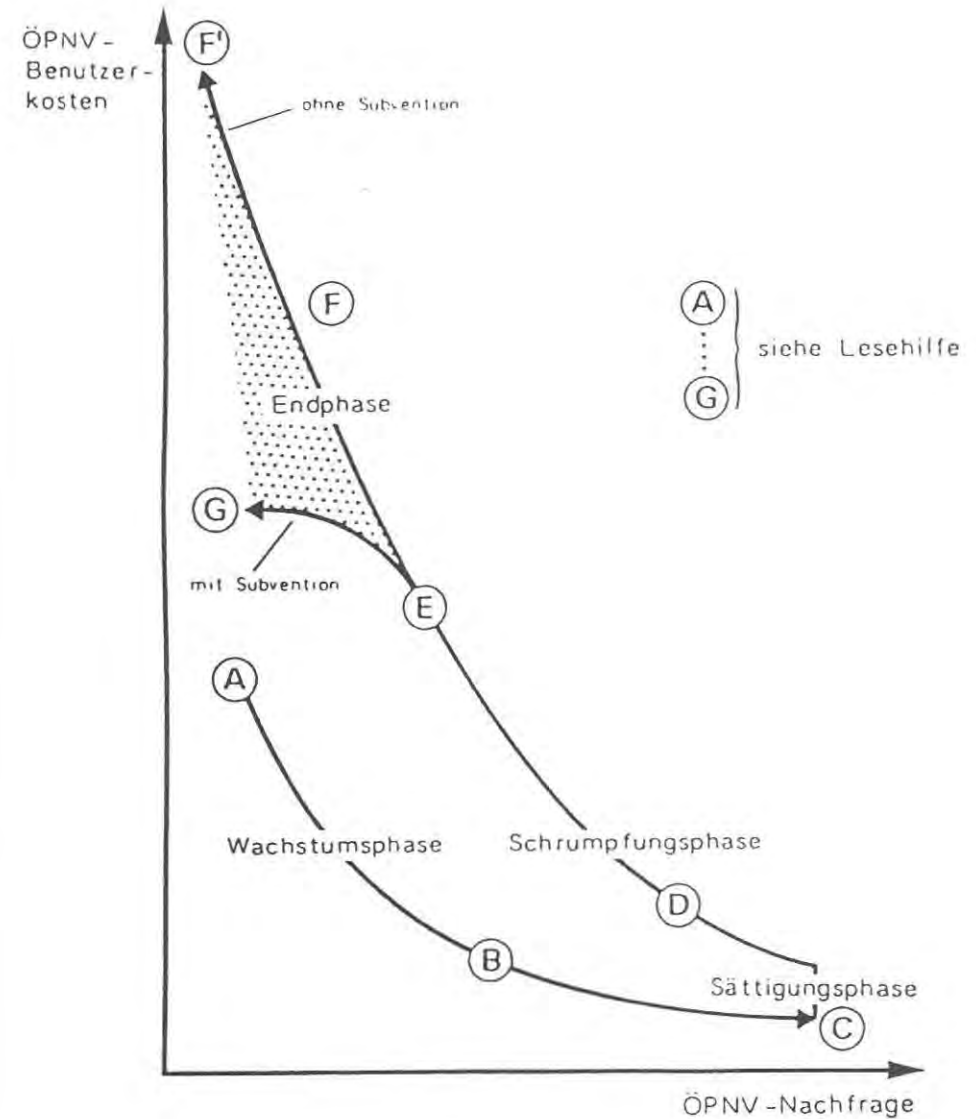 ÖPNV-
Benutzer-
kosten
F'
ohne Subvention
F
A
siehe Lesehilfe
G
Endphase
G
mit Subvention
E
A
Wachstumsphase
Schrumpfungsphase
D
B
Sättigungsphase
C
ÖPNV-Nachfrage